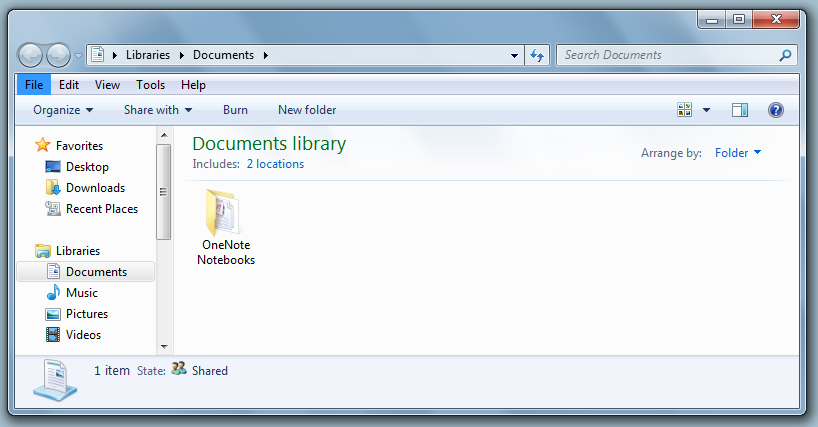 Libraries Documents
Search Documents
File Edit View Tools Help
Organize Share with Burn New folder
Favorites
Desktop
Downloads
Recent Places
Libraries
Documents
Music
Pictures
Videos
Documents library
Includes: 2 locations
Arrange by: Folder
OneNote
Notebooks
1 item State: Shared